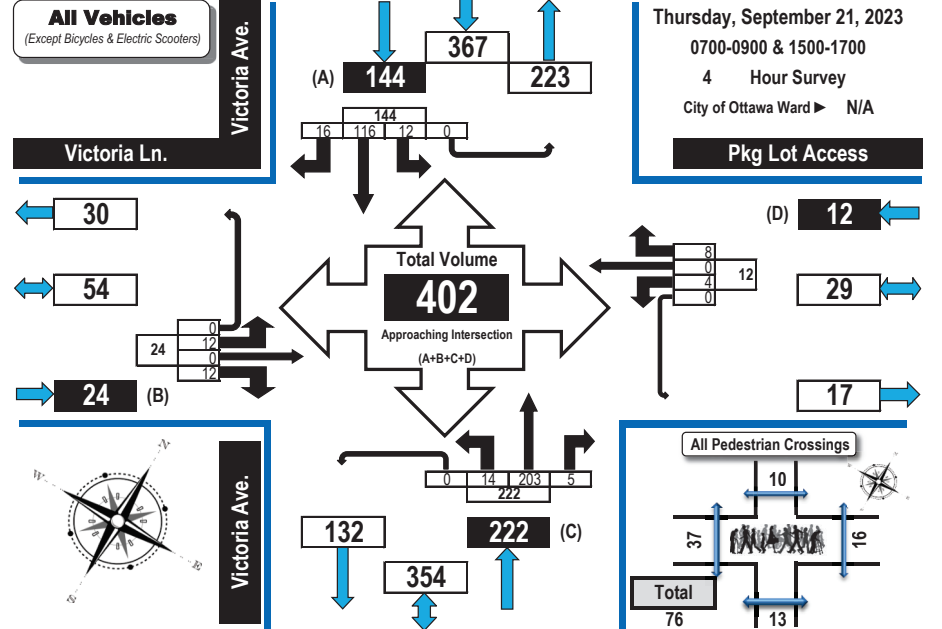 All Vehicles
(Except Bicycles & Electric Scooters)
Victoria Ave.
Victoria Ln.
367
(A) 144
223
144
16 116 12 0
Thursday, September 21, 2023
0700-0900 & 1500-1700
4 Hour Survey
City of Ottawa Ward ► N/A
Pkg Lot Access
30
54
0
24
12
0
12
24 (B)
Total Volume
402
Approaching Intersection
(A+B+C+D)
(D) 12
8
0
12
4
0
29
17
0 14 203 5
222
132
222 (C)
354
N
W
E
S
Victoria Ave.
All Pedestrian Crossings
10
37
16
13
Total
76